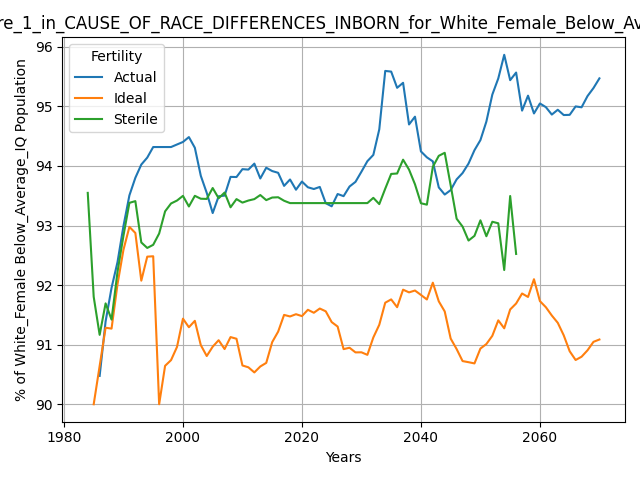 re_1_in_CAUSE_OF_RACE_DIFFERENCES_INBORN_for_White_Female_Below_Av
Fertility
Actual
Ideal
Sterile
% of White_Female Below_Average_IQ Population
96
95
94
93
92
91
90
1980
2000
2020
2040
2060
Years